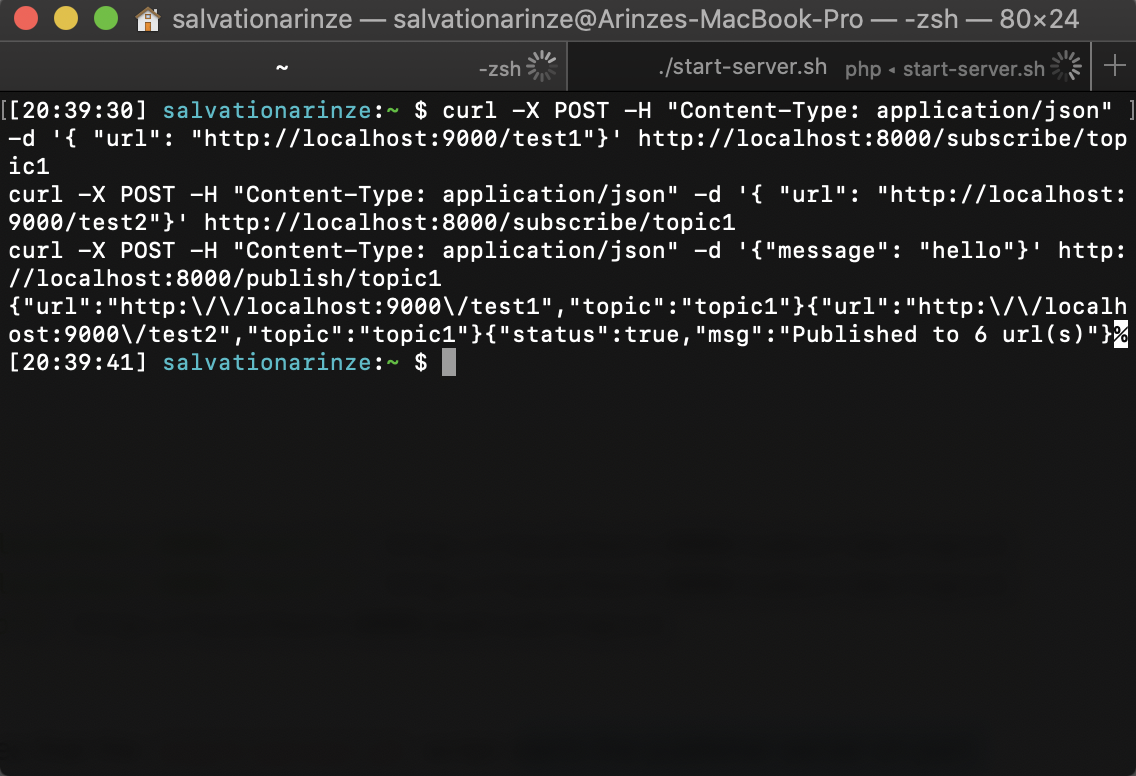 salvationarinze — salvationarinze@Arinzes-MacBook-Pro — -zsh — 80×24
~ -zsh ./start-server.sh php ◂ start-server.sh +
[[20:39:30] salvationarinze:~ $ curl -X POST -H "Content-Type: application/json" ]
-d '{ "url": "http://localhost:9000/test1"}' http://localhost:8000/subscribe/top
ic1
curl -X POST -H "Content-Type: application/json" -d '{ "url": "http://localhost:
9000/test2"}' http://localhost:8000/subscribe/topic1
curl -X POST -H "Content-Type: application/json" -d '{"message": "hello"}' http:
//localhost:8000/publish/topic1
{"url":"http:\/\/localhost:9000\/test1","topic":"topic1"}{"url":"http:\/\/localh
ost:9000\/test2","topic":"topic1"}{"status":true,"msg":"Published to 6 url(s)"}%
[20:39:41] salvationarinze:~ $